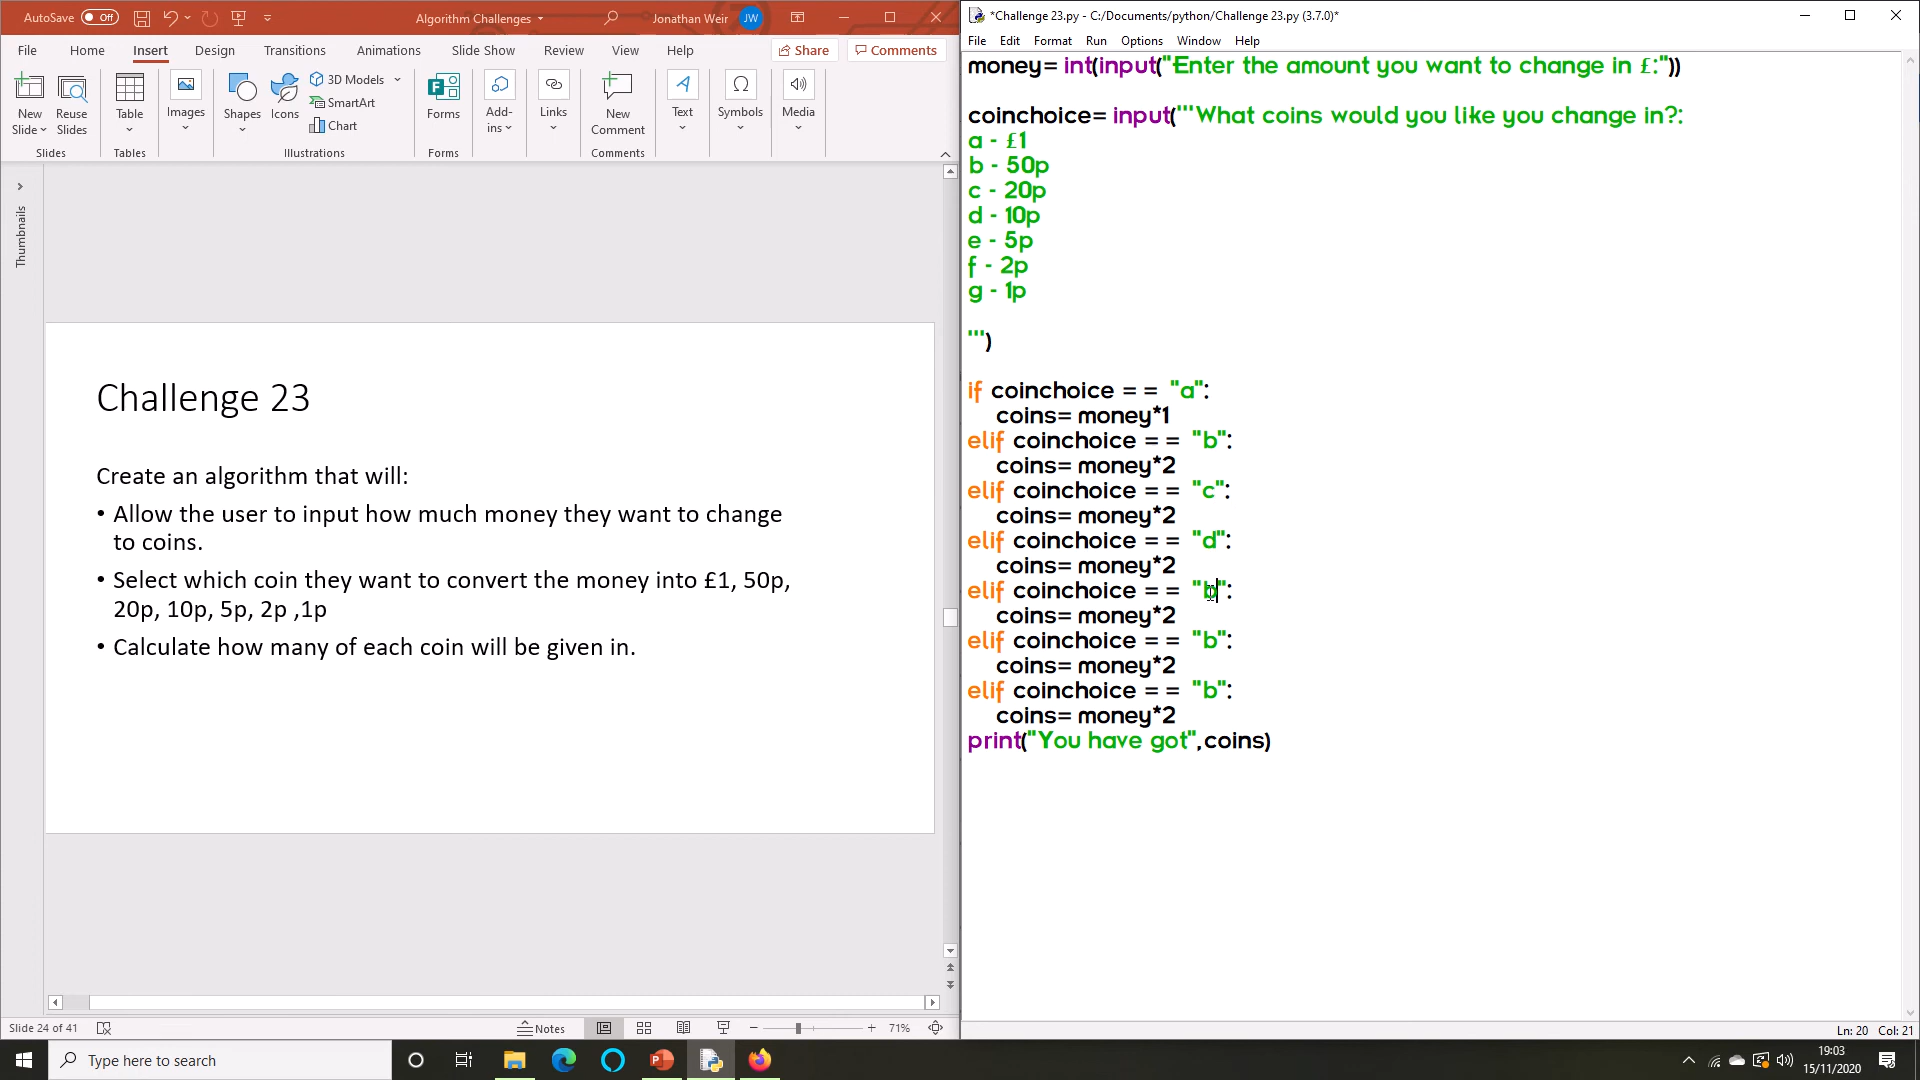 AutoSave Off Algorithm Challenges Jonathan Weir JW
File Home Insert Design Transitions Animations Slide Show Review View Help Share Comments
New Slide Reuse Slides Table Images Shapes Icons 3D Models SmartArt Chart Forms Add-ins Links New Comment Text Symbols Media
Slides Tables Illustrations Forms Comments
Thumbnails
Challenge 23
Create an algorithm that will:
• Allow the user to input how much money they want to change
to coins.
• Select which coin they want to convert the money into £1, 50p,
20p, 10p, 5p, 2p ,1p
• Calculate how many of each coin will be given in.
Slide 24 of 41 Notes 71%
*Challenge 23.py - C:/Documents/python/Challenge 23.py (3.7.0)*
File Edit Format Run Options Window Help
money= int(input("Enter the amount you want to change in £:"))
coinchoice= input('''What coins would you like you change in?:
a - £1
b - 50p
c - 20p
d - 10p
e - 5p
f - 2p
g - 1p
''')
if coinchoice == "a":
coins= money*1
elif coinchoice == "b":
coins= money*2
elif coinchoice == "c":
coins= money*2
elif coinchoice == "d":
coins= money*2
elif coinchoice == "b":
coins= money*2
elif coinchoice == "b":
coins= money*2
elif coinchoice == "b":
coins= money*2
print("You have got",coins)
Ln: 20 Col: 21
Type here to search
19:03
15/11/2020